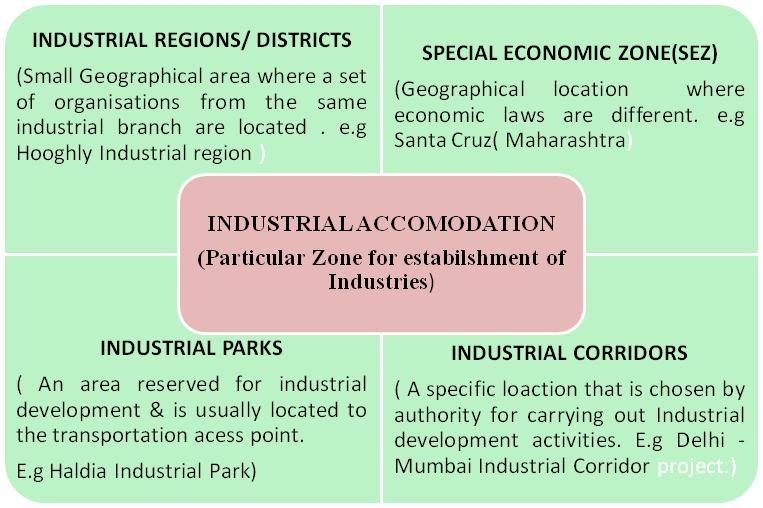 INDUSTRIAL REGIONS/ DISTRICTS
(Small Geographical area where a set
of organisations from the same
industrial branch are located . e.g
Hooghly Industrial region )
SPECIAL ECONOMIC ZONE(SEZ)
(Geographical location where
economic laws are different. e.g
Santa Cruz( Maharashtra)
INDUSTRIAL ACCOMODATION
(Particular Zone for estabilshment of
Industries)
INDUSTRIAL PARKS
( An area reserved for industrial
development & is usually located to
the transportation acess point.
E.g Haldia Industrial Park)
INDUSTRIAL CORRIDORS
( A specific loaction that is chosen by
authority for carrying out Industrial
development activities. E.g Delhi -
Mumbai Industrial Corridor project.)